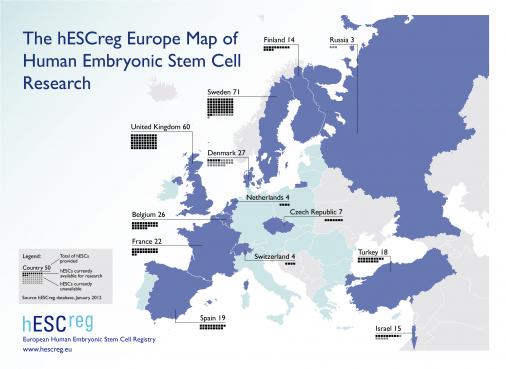 The hESCreg Europe Map of
Human Embryonic Stem Cell
Research
Finland 14
Russia 3
Sweden 71
United Kingdom 60
Denmark 27
Netherlands 4
Czech Republic 7
Belgium 26
France 22
Switzerland 4
Turkey 18
Spain 19
Israel 15
Legend:
Total of hESCs
provided
Country 50
hESCs currently
available for research
hESCs currently
unavailable
Source hESCreg database, January 2012
hESCreg
European Human Embryonic Stem Cell Registry
www.hescreg.eu